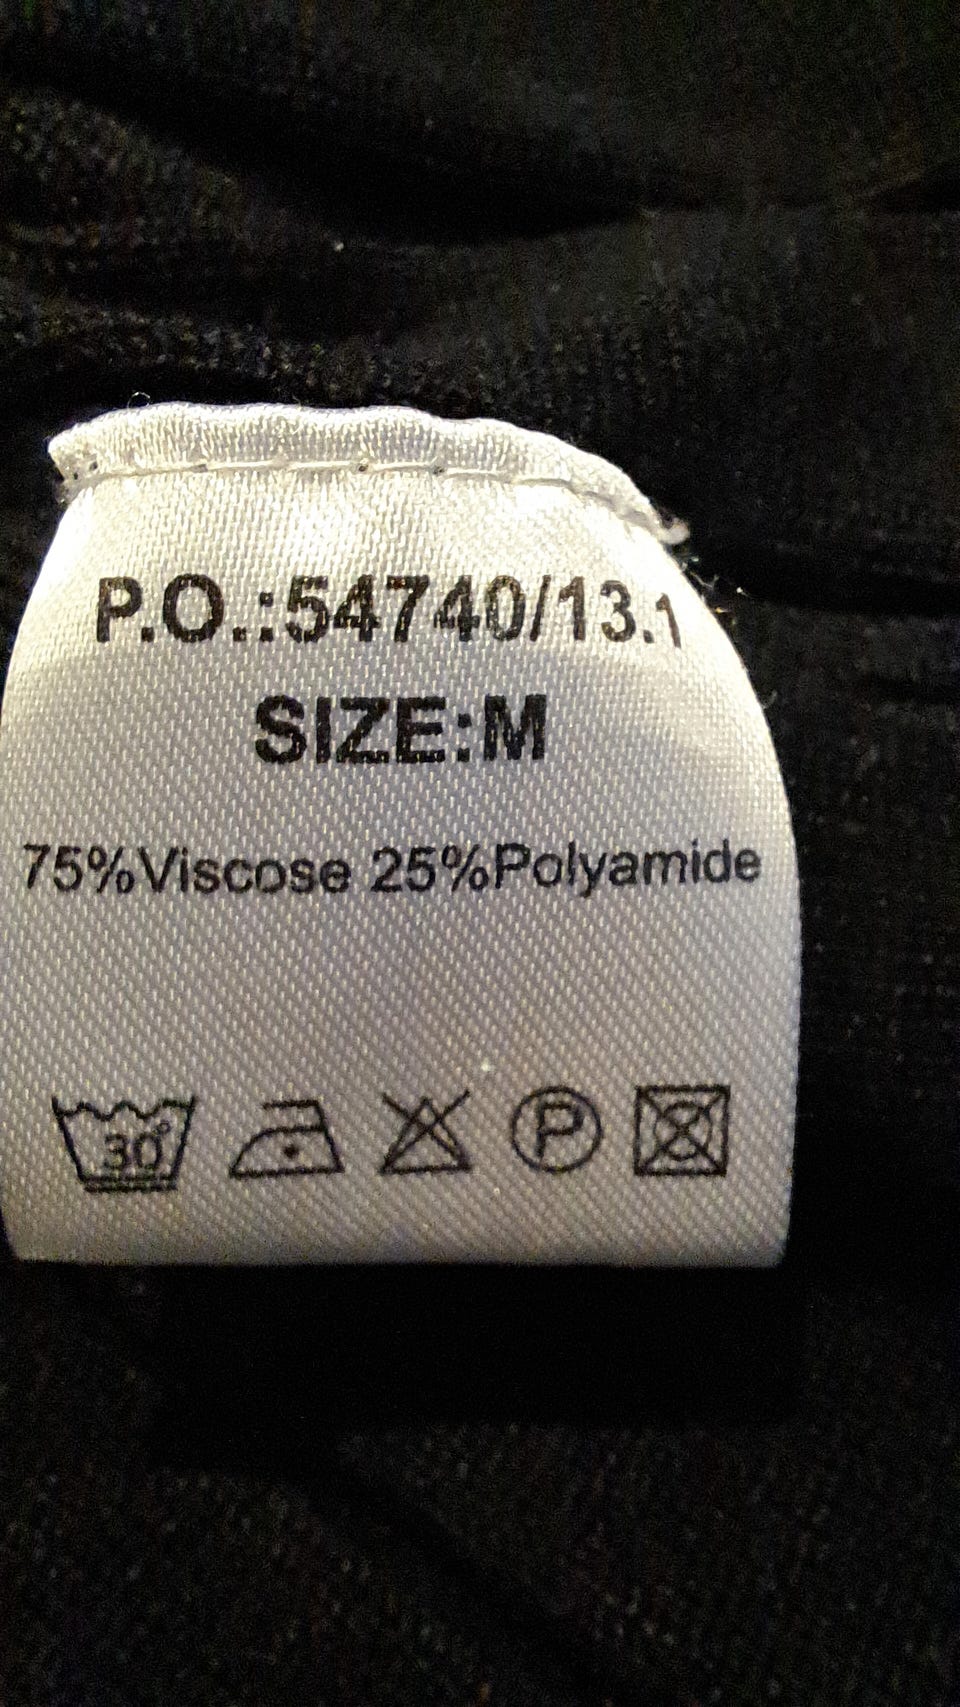 P.O.:54740/13.1
SIZE:M
75%Viscose 25%Polyamide
30°
P